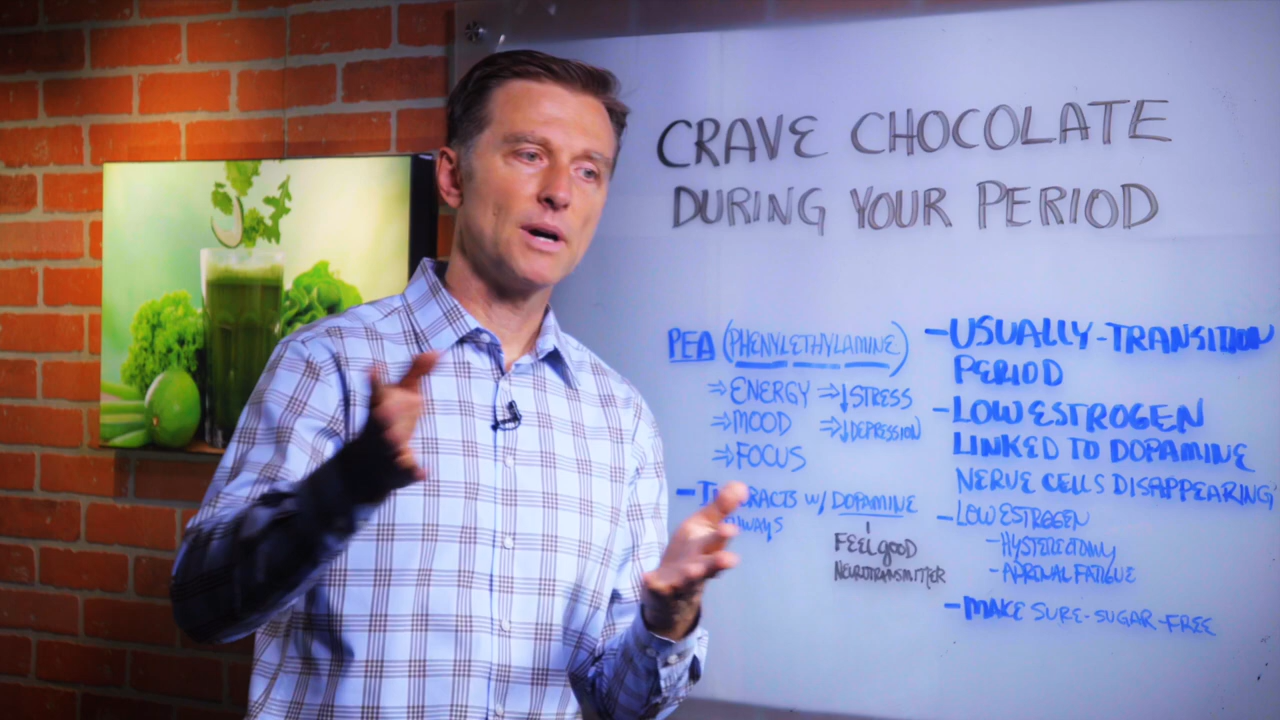 CRAVE CHOCOLATE
DURING YOUR PERIOD
PEA (PHENYLETHYLAMINE)
⇒ENERGY ⇒↓STRESS
⇒MOOD ⇒↓DEPRESSION
⇒FOCUS
W/ DOPAMINE
FEEL GOOD
NEUROTRANSMITTER
-USUALLY-TRANSITION
PERIOD
-LOW ESTROGEN
LINKED TO DOPAMINE
NERVE CELLS DISAPPEARING
-LOW ESTROGEN
-HYSTERECTOMY
-ADRENAL FATIGUE
-MAKE SURE-SUGAR-FREE